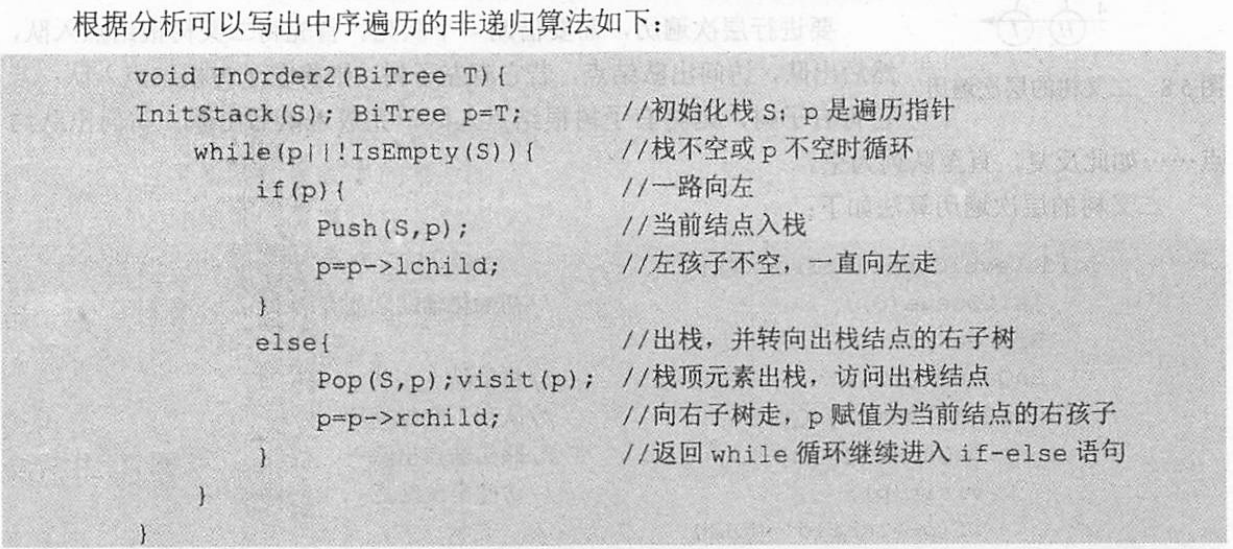 根据分析可以写出中序遍历的非递归算法如下:
void InOrder2(BiTree T){
InitStack(S); BiTree p=T; //初始化栈 S; p 是遍历指针
while(p||!IsEmpty(S)){ //栈不空或 p 不空时循环
if(p){ //一路向左
Push(S,p); //当前结点入栈
p=p->lchild; //左孩子不空,一直向左走
}
else{ //出栈,并转向出栈结点的右子树
Pop(S,p);visit(p); //栈顶元素出栈,访问出栈结点
p=p->rchild; //向右子树走,p 赋值为当前结点的右孩子
} //返回 while 循环继续进入 if-else 语句
}
}